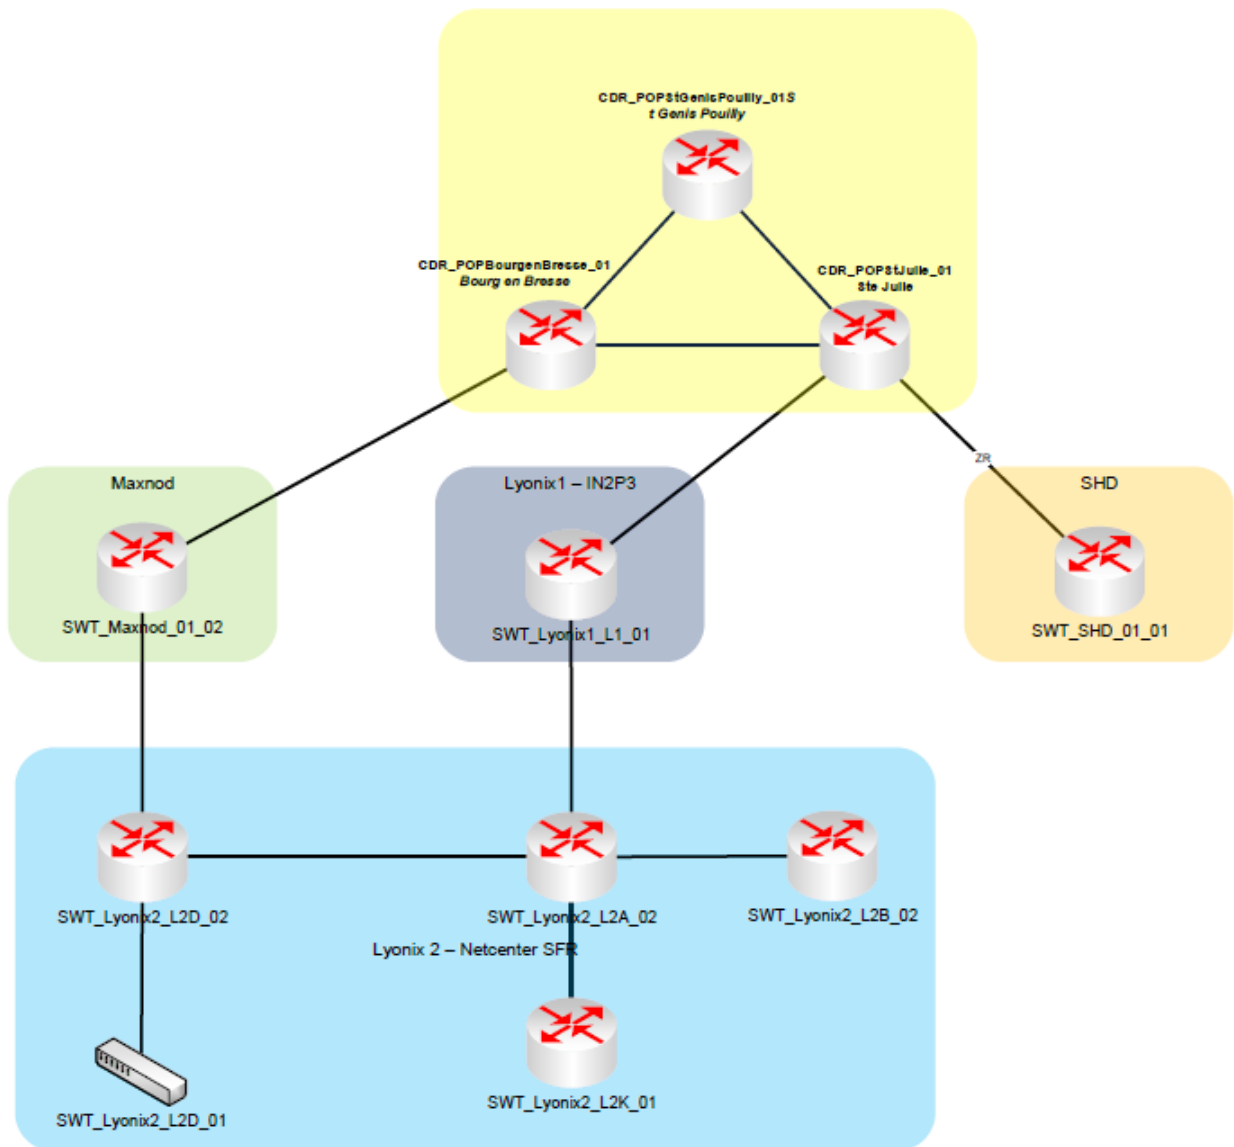 CDR_POPStGenisPouilly_01S
t Genis Pouilly
CDR_POPBourgenBresse_01
Bourg en Bresse
CDR_POPStJulie_01
Ste Julie
ZR
Maxnod
Lyonix1 – IN2P3
SHD
SWT_Maxnod_01_02
SWT_Lyonix1_L1_01
SWT_SHD_01_01
SWT_Lyonix2_L2D_02
SWT_Lyonix2_L2A_02
SWT_Lyonix2_L2B_02
Lyonix 2 – Netcenter SFR
SWT_Lyonix2_L2D_01
SWT_Lyonix2_L2K_01